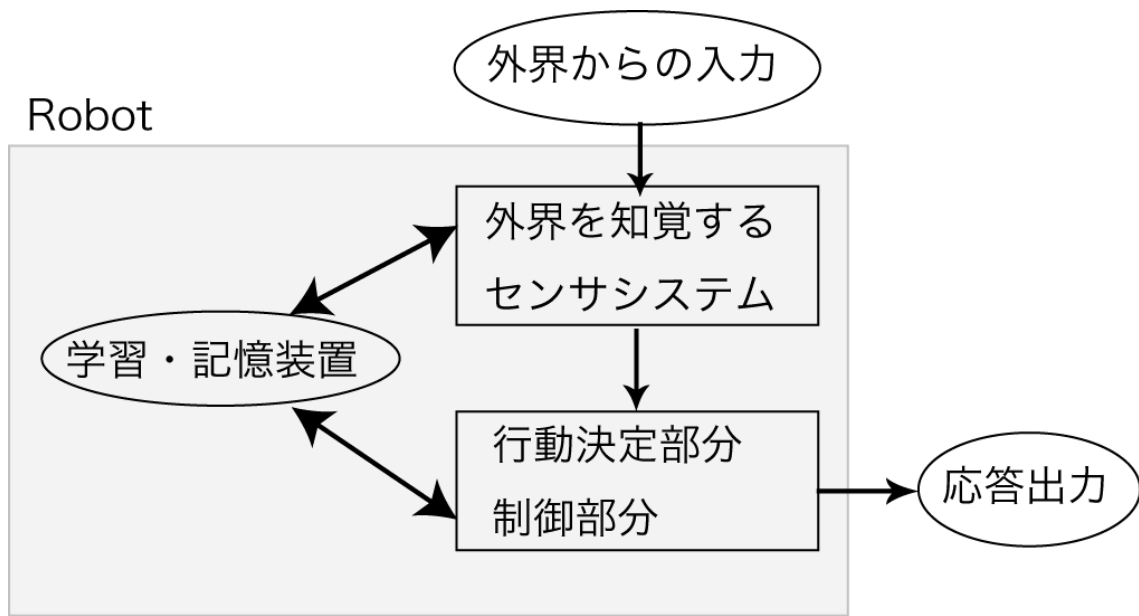 外界からの入力
Robot
外界を知覚する
センサシステム
学習・記憶装置
行動決定部分
制御部分
応答出力